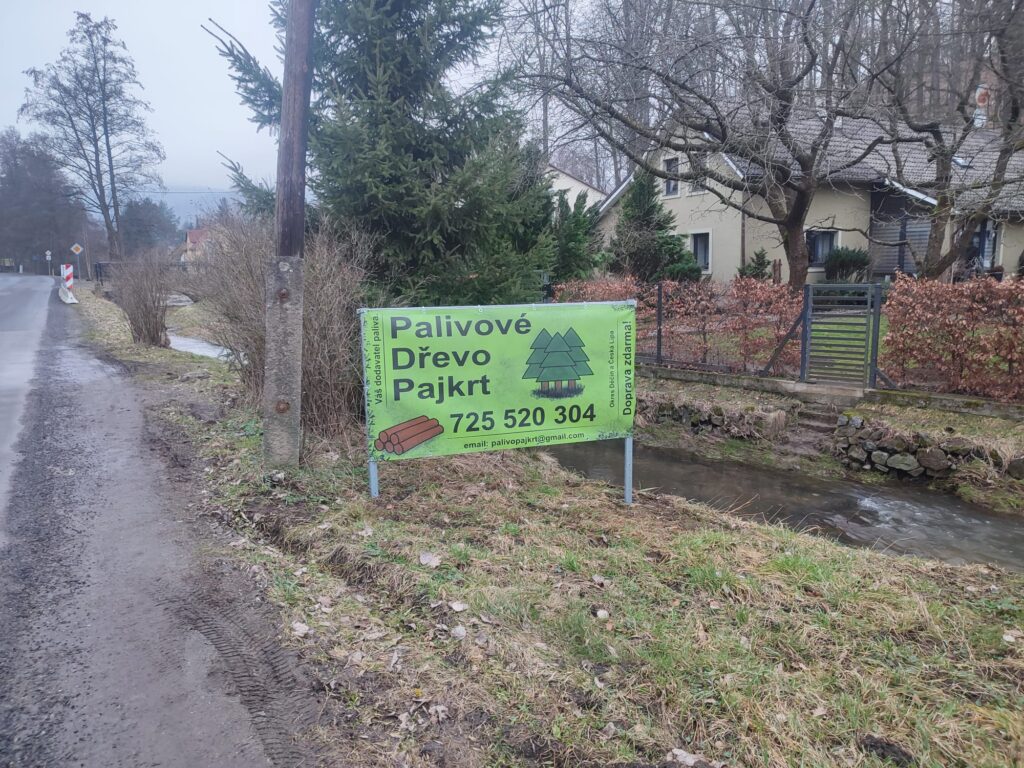 Váš dodavatel paliva.
Palivové
Dřevo
Pajkrt
725 520 304
email: palivopajkrt@gmail.com
Okres Děčín a Česká Lípa
Doprava zdarma!